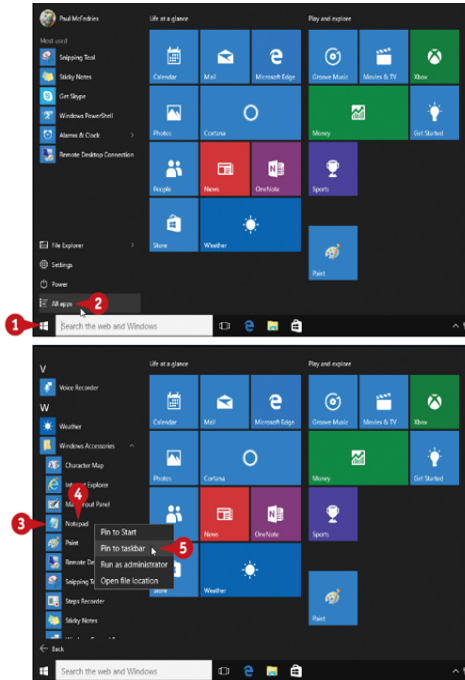 Paul McFedries
Life at a glance
Play and explore
Most used
Snipping Tool
Sticky Notes
Get Skype
Windows PowerShell
Alarms & Clock
Remote Desktop Connection
Calendar
Mail
Microsoft Edge
Groove Music
Movies & TV
Xbox
Photos
Cortana
Money
Get Started
People
News
OneNote
Sports
Store
Weather
Paint
File Explorer
Settings
Power
All apps
2
1
Search the web and Windows
Life at a glance
Play and explore
V
Voice Recorder
W
Weather
Windows Accessories
Character Map
Internet Explorer
Input Panel
Notepad
Paint
Remote De
Snipping T
Steps Recorder
Sticky Notes
Back
3
4
Pin to Start
Pin to taskbar
5
Run as administrator
Open file location
Calendar
Mail
Microsoft Edge
Groove Music
Movies & TV
Xbox
Cortana
Money
Get Started
News
OneNote
Sports
Weather
Paint
Search the web and Windows